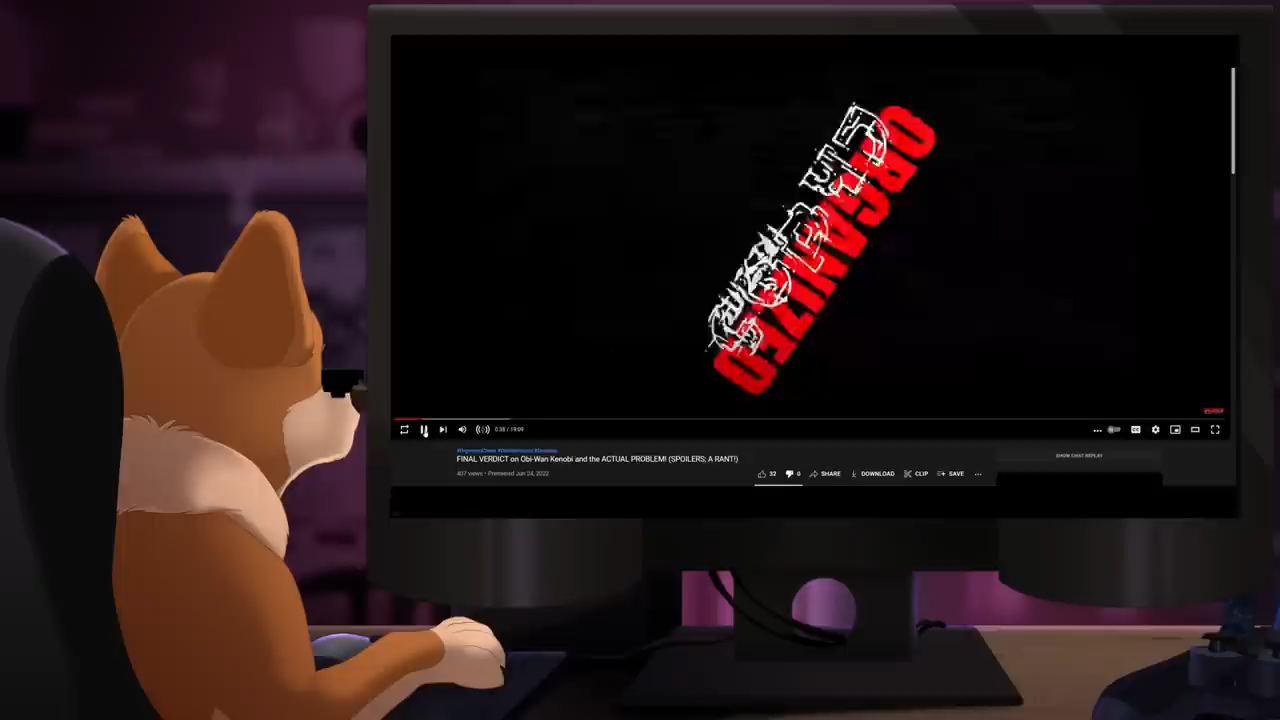 ORGANIZED
0:38 / 19:09
FINAL VERDICT on Obi-Wan Kenobi and the ACTUAL PROBLEM! (SPOILERS; A RANT!)
407 views • Premiered Jun 24, 2022
32
0
SHARE
DOWNLOAD
CLIP
SAVE
SHOW CHAT REPLAY